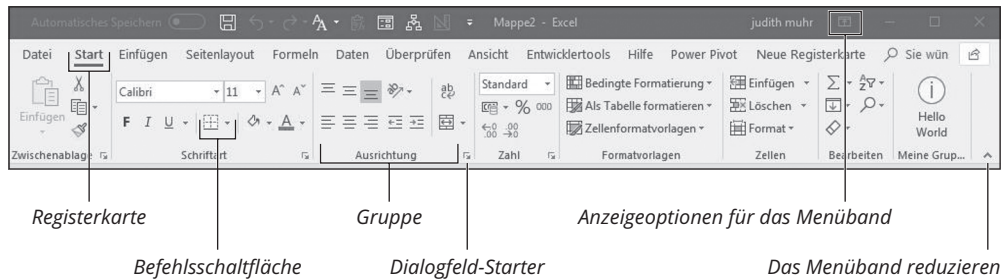 Automatisches Speichern Mappe2 - Excel judith muhr
Datei Start Einfügen Seitenlayout Formeln Daten Überprüfen Ansicht Entwicklertools Hilfe Power Pivot Neue Registerkarte Sie wün
Calibri 11 A A ab Standard Bedingte Formatierung Einfügen Σ
Einfügen % 000 Als Tabelle formatieren Löschen
F I U A Zellenformatvorlagen Format Hello
World
Zwischenablage Schriftart Ausrichtung Zahl Formatvorlagen Zellen Bearbeiten Meine Grup...
Registerkarte Gruppe Anzeigeoptionen für das Menüband
Befehlsschaltfläche Dialogfeld-Starter Das Menüband reduzieren